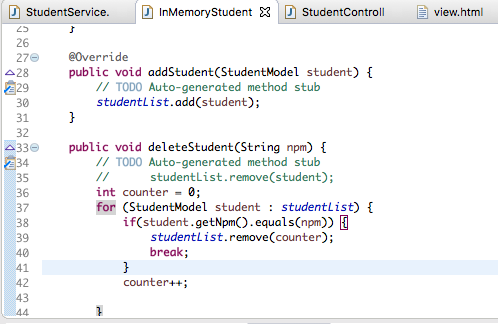 StudentService. InMemoryStudent StudentControll view.html
25 }
26
27 @Override
28 public void addStudent(StudentModel student) {
29 // TODO Auto-generated method stub
30 studentList.add(student);
31 }
32
33 public void deleteStudent(String npm) {
34 // TODO Auto-generated method stub
35 // studentList.remove(student);
36 int counter = 0;
37 for (StudentModel student : studentList) {
38 if(student.getNpm().equals(npm)) {
39 studentList.remove(counter);
40 break;
41 }
42 counter++;
43
44 }